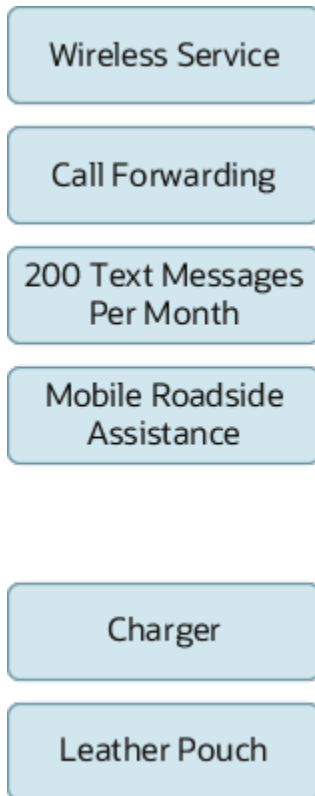 Wireless Service
Call Forwarding
200 Text Messages
Per Month
Mobile Roadside
Assistance
Charger
Leather Pouch